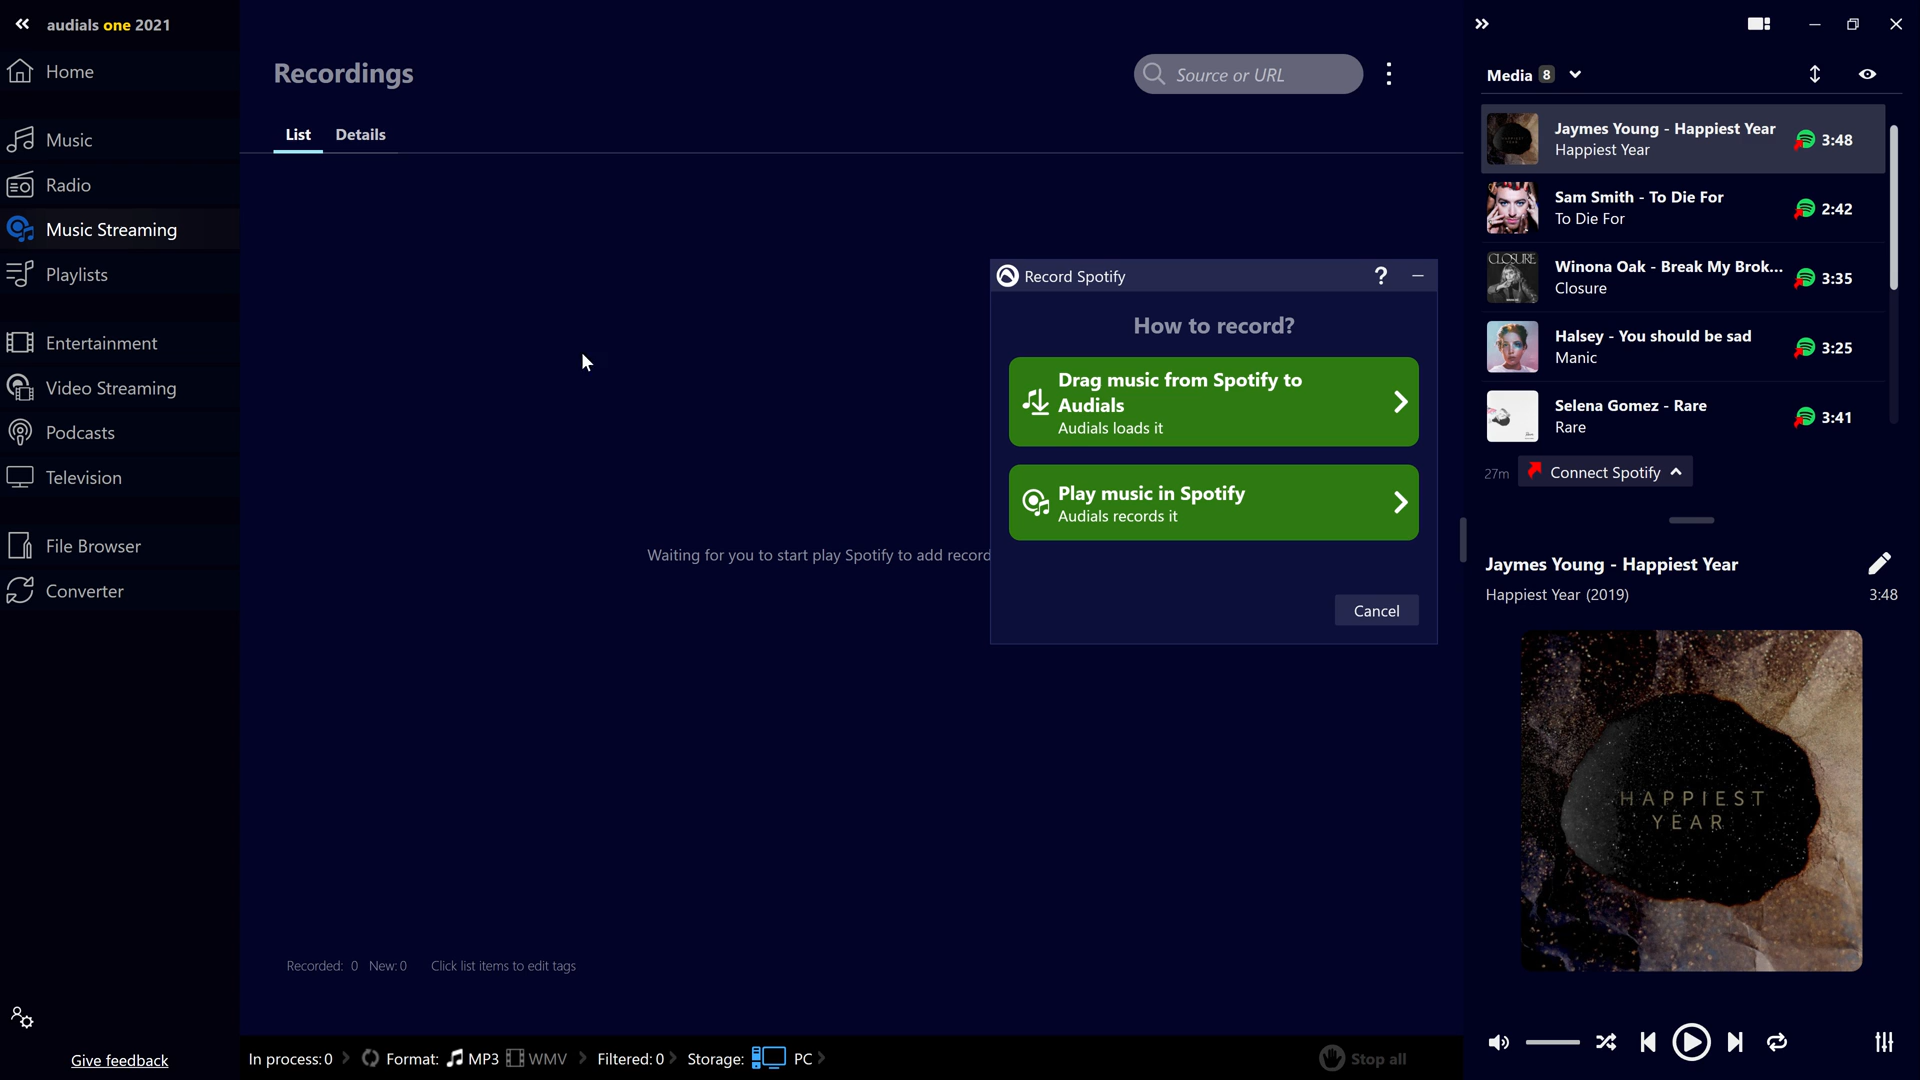 audials one 2021
Home
Music
Radio
Music Streaming
Playlists
Entertainment
Video Streaming
Podcasts
Television
File Browser
Converter
Give feedback
Recordings
Source or URL
List Details
Waiting for you to start play Spotify to add record
Record Spotify ?
How to record?
Drag music from Spotify to
Audials
Audials loads it
Play music in Spotify
Audials records it
Cancel
Recorded: 0 New: 0 Click list items to edit tags
In process: 0 Format: MP3 WMV Filtered: 0 Storage: PC Stop all
Media 8
Jaymes Young - Happiest Year
Happiest Year
3:48
Sam Smith - To Die For
To Die For
2:42
CLOSURE
Winona Oak - Break My Brok...
Closure
3:35
Halsey - You should be sad
Manic
3:25
Selena Gomez - Rare
Rare
3:41
27m Connect Spotify
Jaymes Young - Happiest Year
Happiest Year (2019) 3:48
HAPPIEST
YEAR